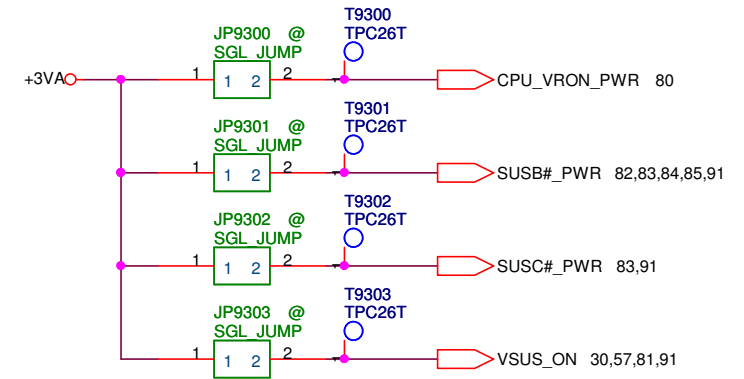 T9300
JP9300 @ TPC26T
SGL_JUMP
+3VA 1 1 2 2 CPU_VRON_PWR 80
T9301
JP9301 @ TPC26T
SGL_JUMP
1 1 2 2 SUSB#_PWR 82,83,84,85,91
T9302
JP9302 @ TPC26T
SGL_JUMP
1 1 2 2 SUSC#_PWR 83,91
T9303
JP9303 @ TPC26T
SGL_JUMP
1 1 2 2 VSUS_ON 30,57,81,91